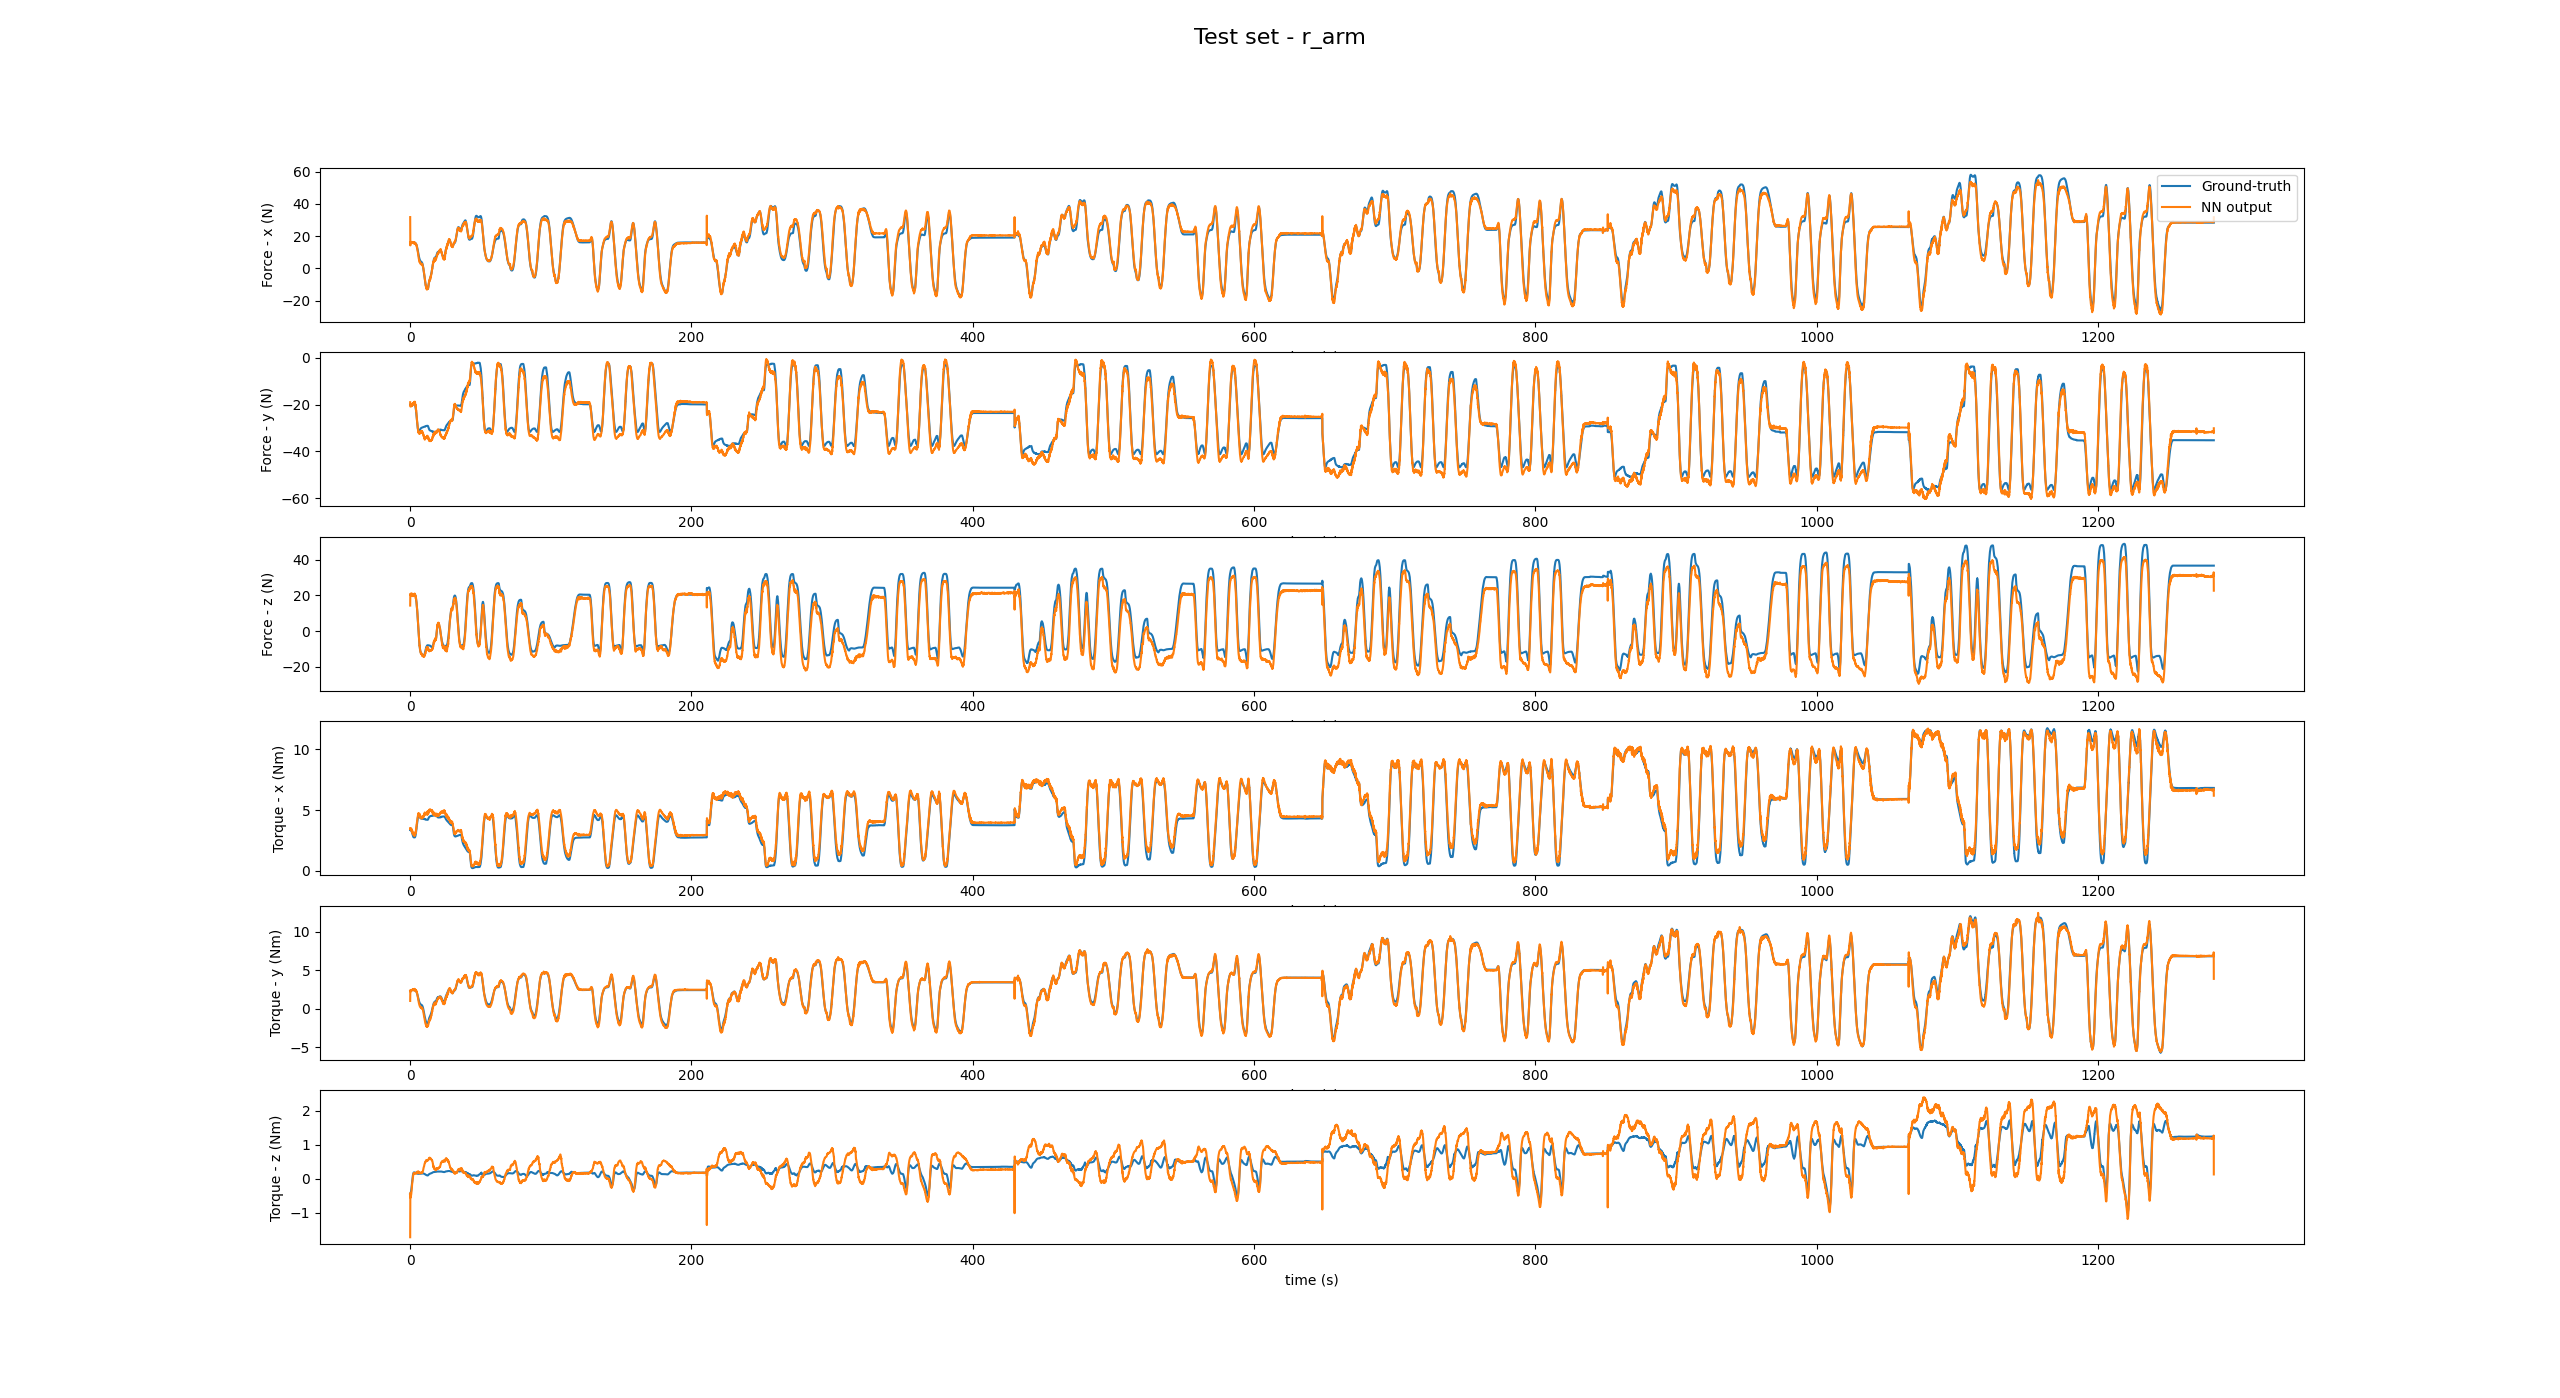 Test set - r_arm
Force - x (N)
60
40
20
0
−20
Ground-truth
NN output
0 200 400 600 800 1000 1200
Force - y (N)
0
−20
−40
−60
0 200 400 600 800 1000 1200
Force - z (N)
40
20
0
−20
0 200 400 600 800 1000 1200
Torque - x (Nm)
10
5
0
0 200 400 600 800 1000 1200
Torque - y (Nm)
10
5
0
−5
0 200 400 600 800 1000 1200
Torque - z (Nm)
2
1
0
−1
0 200 400 600 800 1000 1200
time (s)